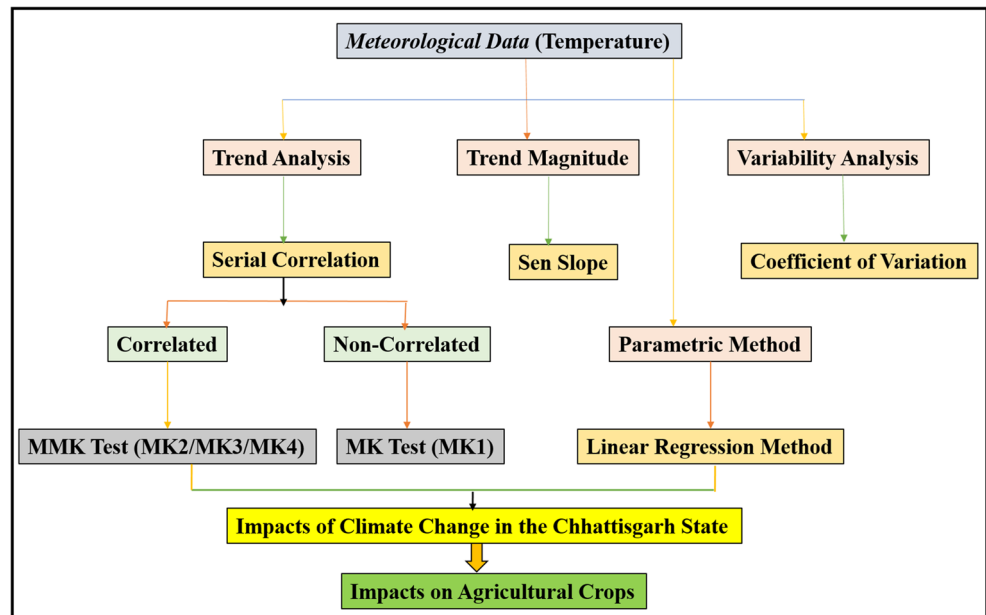 Meteorological Data (Temperature)
Trend Analysis
Trend Magnitude
Variability Analysis
Serial Correlation
Sen Slope
Coefficient of Variation
Correlated
Non-Correlated
Parametric Method
MMK Test (MK2/MK3/MK4)
MK Test (MK1)
Linear Regression Method
Impacts of Climate Change in the Chhattisgarh State
Impacts on Agricultural Crops